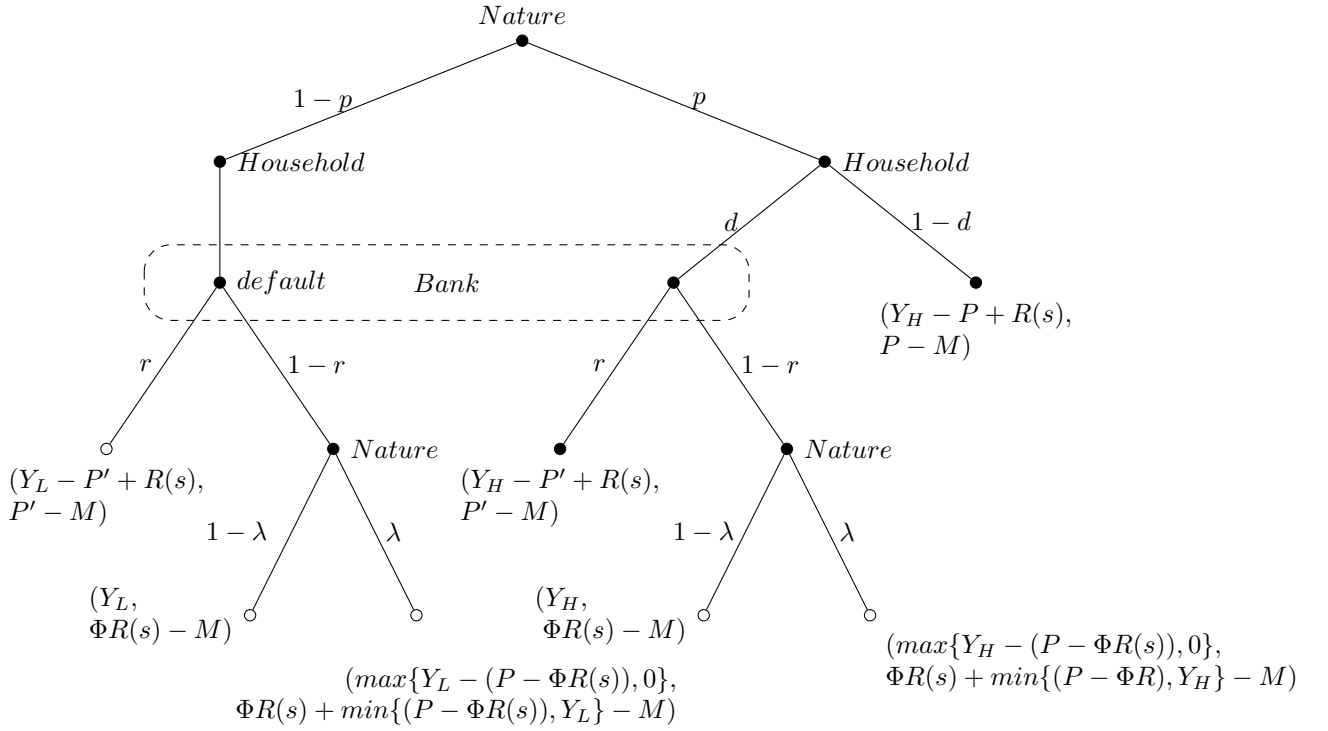 Nature
1 − p
p
Household
Household
d
1 − d
default
Bank
(Y_H − P + R(s),
P − M)
r
1 − r
r
1 − r
Nature
Nature
(Y_L − P′ + R(s),
P′ − M)
(Y_H − P′ + R(s),
P′ − M)
1 − λ
λ
1 − λ
λ
(Y_L,
ΦR(s) − M)
(Y_H,
ΦR(s) − M)
(max{Y_H − (P − ΦR(s)), 0},
ΦR(s) + min{(P − ΦR), Y_H} − M)
(max{Y_L − (P − ΦR(s)), 0},
ΦR(s) + min{(P − ΦR(s)), Y_L} − M)